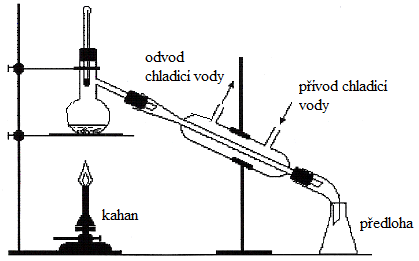 odvod
chladicí vody
přívod chladicí
vody
kahan
předloha